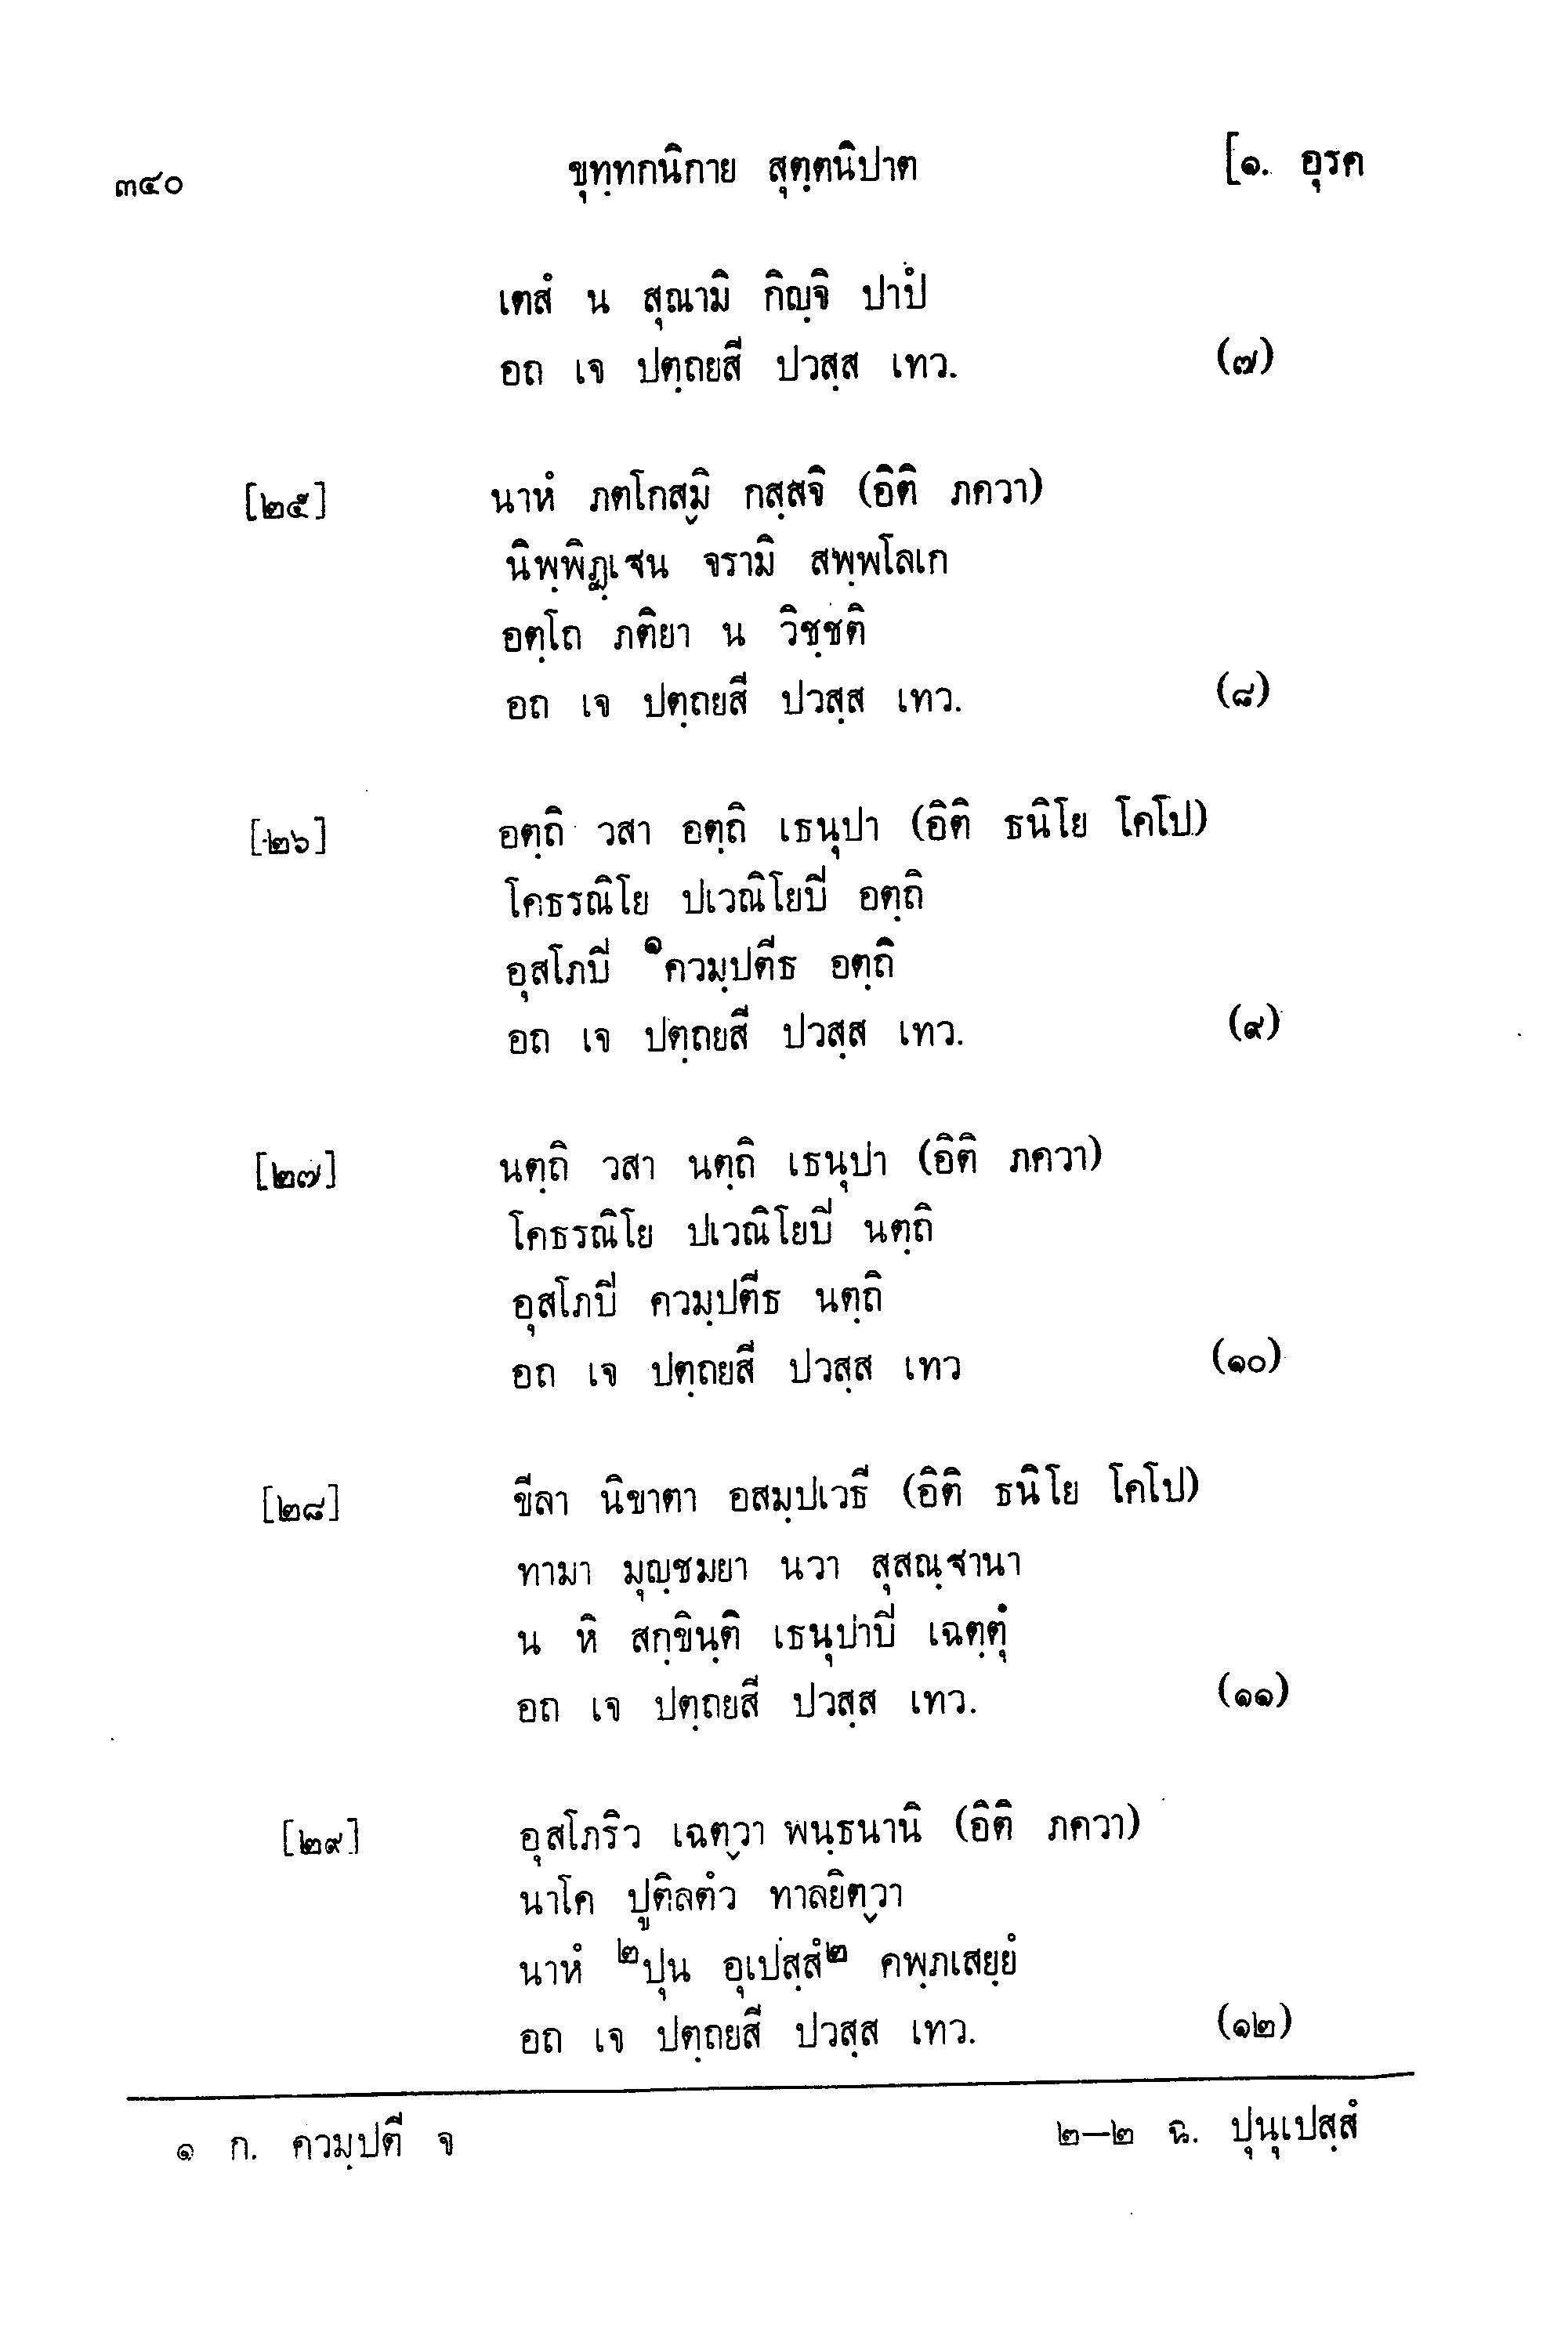 ๓๔๐ ขุทฺทกนิกาย สุตฺตนิปาต [๑. อุรค
เตสํ น สุณามิ กิญฺจิ ปาปํ
อถ เจ ปตฺถยสี ปวสฺส เทว. (๗)
[๒๕] นาหํ ภตโกสฺมิ กสฺสจิ (อิติ ภควา)
นิพฺพิฏฺเฐน จรามิ สพฺพโลเก
อตฺโถ ภติยา น วิชฺชติ
อถ เจ ปตฺถยสี ปวสฺส เทว. (๘)
[๒๖] อตฺถิ วสา อตฺถิ เธนุปา (อิติ ธนิโย โคโป)
โคธรณิโย ปเวณิโยปี อตฺถิ
อุสโภปี ๑ควมฺปตีธ อตฺถิ
อถ เจ ปตฺถยสี ปวสฺส เทว. (๙)
[๒๗] นตฺถิ วสา นตฺถิ เธนุปา (อิติ ภควา)
โคธรณิโย ปเวณิโยปี นตฺถิ
อุสโภปี ควมฺปตีธ นตฺถิ
อถ เจ ปตฺถยสี ปวสฺส เทว (๑๐)
[๒๘] ขีลา นิขาตา อสมฺปเวธี (อิติ ธนิโย โคโป)
ทามา มุญฺชมยา นวา สุสณฺฐานา
น หิ สกฺขินฺติ เธนุปาปี เฉตฺตุํ
อถ เจ ปตฺถยสี ปวสฺส เทว. (๑๑)
[๒๙] อุสโภริว เฉตฺวา พนฺธนานิ (อิติ ภควา)
นาโค ปูติลตํว ทาลยิตฺวา
นาหํ ๒ปุน อุเปสฺสํ๒ คพฺภเสยฺยํ
อถ เจ ปตฺถยสี ปวสฺส เทว. (๑๒)
๑ ก. ควมฺปตี จ ๒—๒ ฉ. ปุนุเปสฺสํ